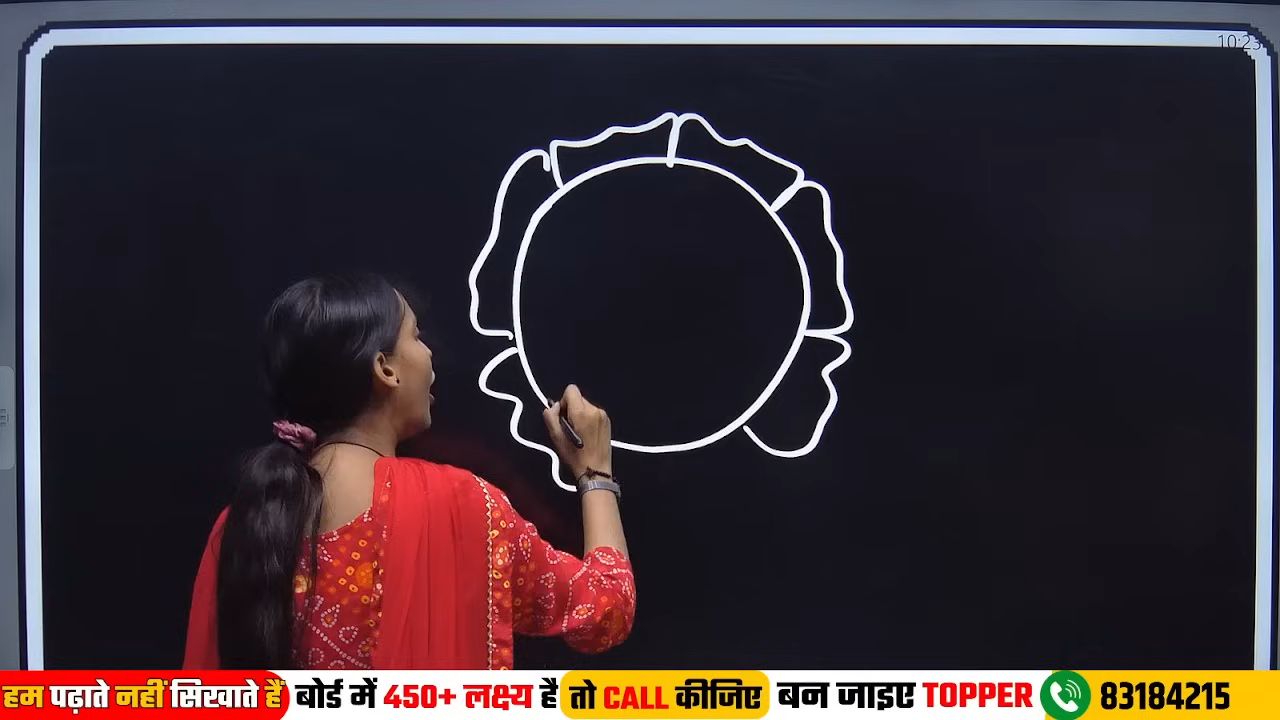 10:23
हम पढ़ाते नहीं सिखाते हैं बोर्ड में 450+ लक्ष्य है तो CALL कीजिए बन जाइए TOPPER 83184215